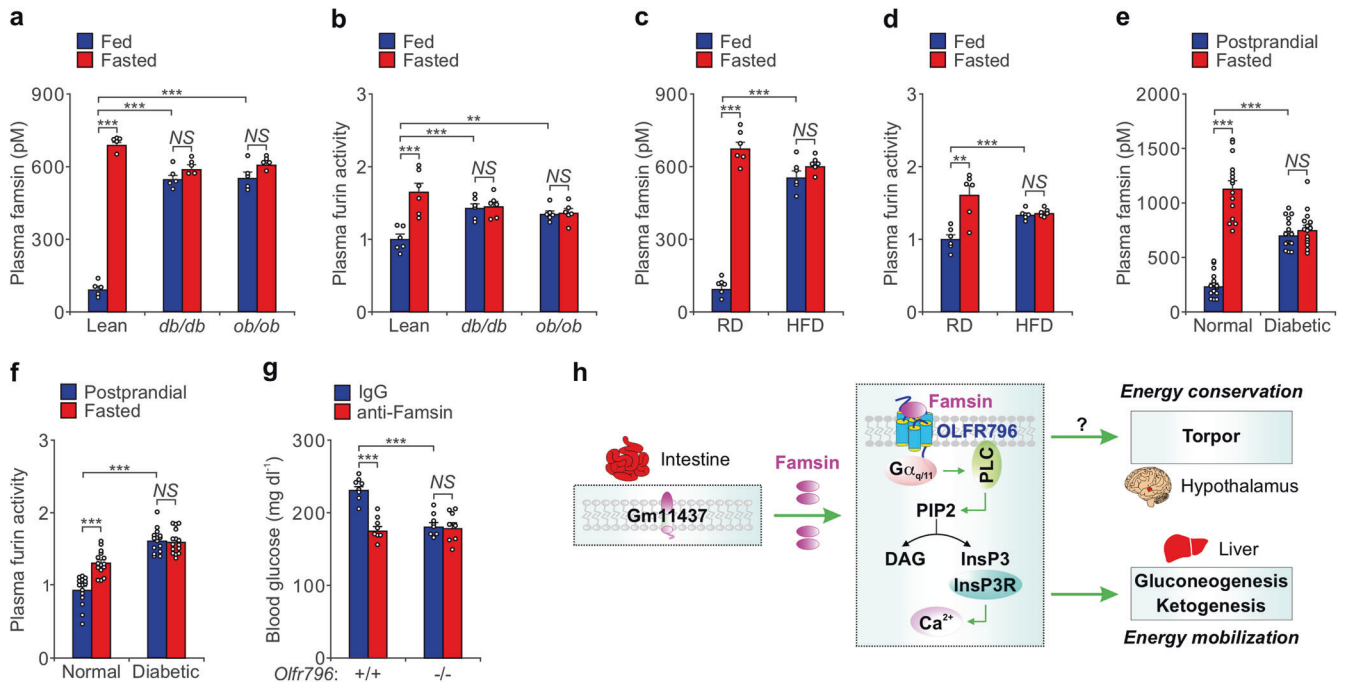 a
Fed
Fasted
Plasma famsin (pM)
900
600
300
0
***
***
***
NS
NS
Lean
db/db
ob/ob
b
Fed
Fasted
Plasma furin activity
3
2
1
0
**
***
***
NS
NS
Lean
db/db
ob/ob
c
Fed
Fasted
Plasma famsin (pM)
900
600
300
0
***
***
NS
RD
HFD
d
Fed
Fasted
Plasma furin activity
3
2
1
0
***
**
NS
RD
HFD
e
Postprandial
Fasted
Plasma famsin (pM)
2000
1500
1000
500
0
***
***
NS
Normal
Diabetic
f
Postprandial
Fasted
Plasma furin activity
3
2
1
0
***
***
NS
Normal
Diabetic
g
IgG
anti-Famsin
Blood glucose (mg dl⁻¹)
300
200
100
0
***
***
NS
Olfr796: +/+ -/-
h
Intestine
Gm11437
Famsin
Famsin
OLFR796
Gα q/11
PLC
PIP2
DAG
InsP3
InsP3R
Ca²⁺
?
Energy conservation
Torpor
Hypothalamus
Liver
Gluconeogenesis
Ketogenesis
Energy mobilization